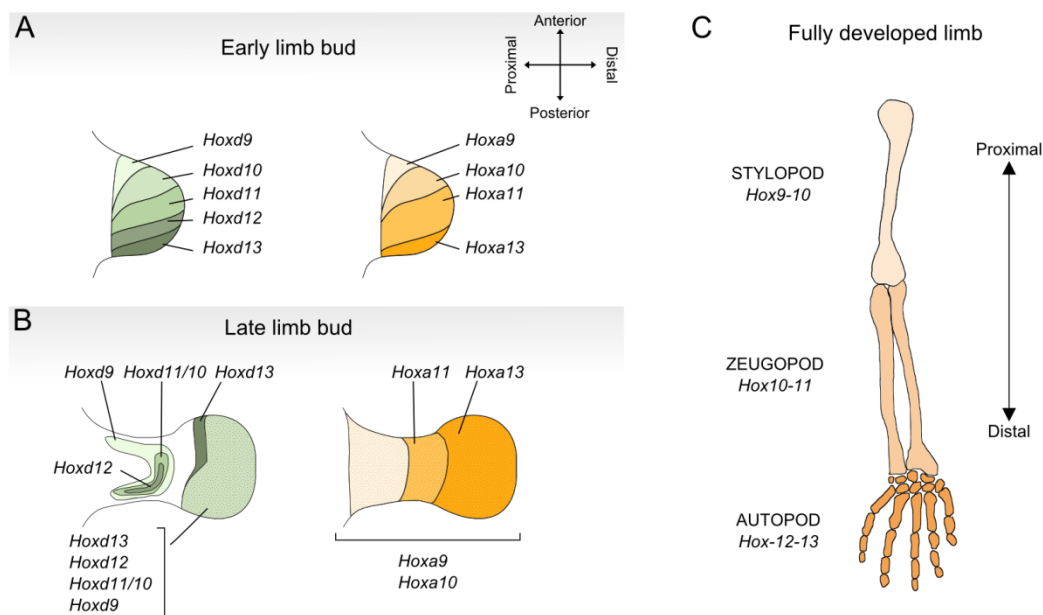 A
Early limb bud
Anterior
Proximal
Distal
Posterior
Hoxd9
Hoxd10
Hoxd11
Hoxd12
Hoxd13
Hoxa9
Hoxa10
Hoxa11
Hoxa13
B
Late limb bud
Hoxd9 Hoxd11/10 Hoxd13
Hoxd12
Hoxd13
Hoxd12
Hoxd11/10
Hoxd9
Hoxa11 Hoxa13
Hoxa9
Hoxa10
C
Fully developed limb
STYLOPOD
Hox9-10
Proximal
ZEUGOPOD
Hox10-11
Distal
AUTOPOD
Hox-12-13